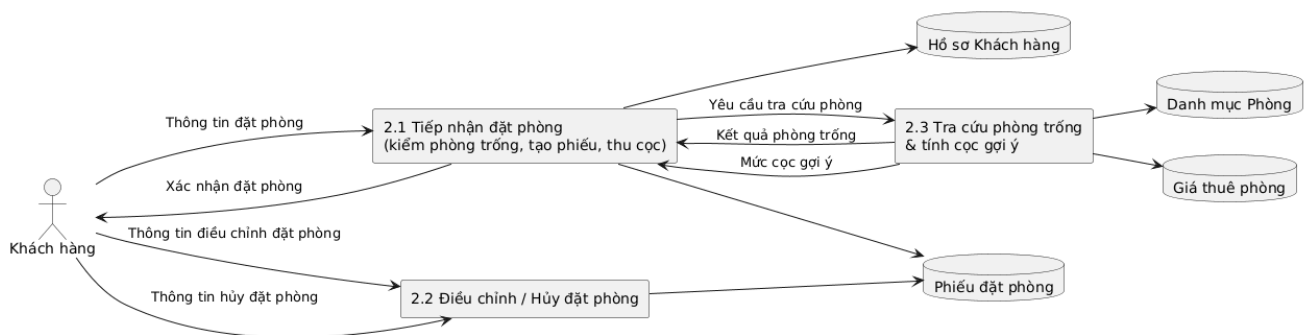 Hồ sơ Khách hàng
Thông tin đặt phòng
2.1 Tiếp nhận đặt phòng
(kiểm phòng trống, tạo phiếu, thu cọc)
Yêu cầu tra cứu phòng
Kết quả phòng trống
Mức cọc gợi ý
2.3 Tra cứu phòng trống
& tính cọc gợi ý
Danh mục Phòng
Giá thuê phòng
Xác nhận đặt phòng
Khách hàng
Thông tin điều chỉnh đặt phòng
Thông tin hủy đặt phòng
2.2 Điều chỉnh / Hủy đặt phòng
Phiếu đặt phòng